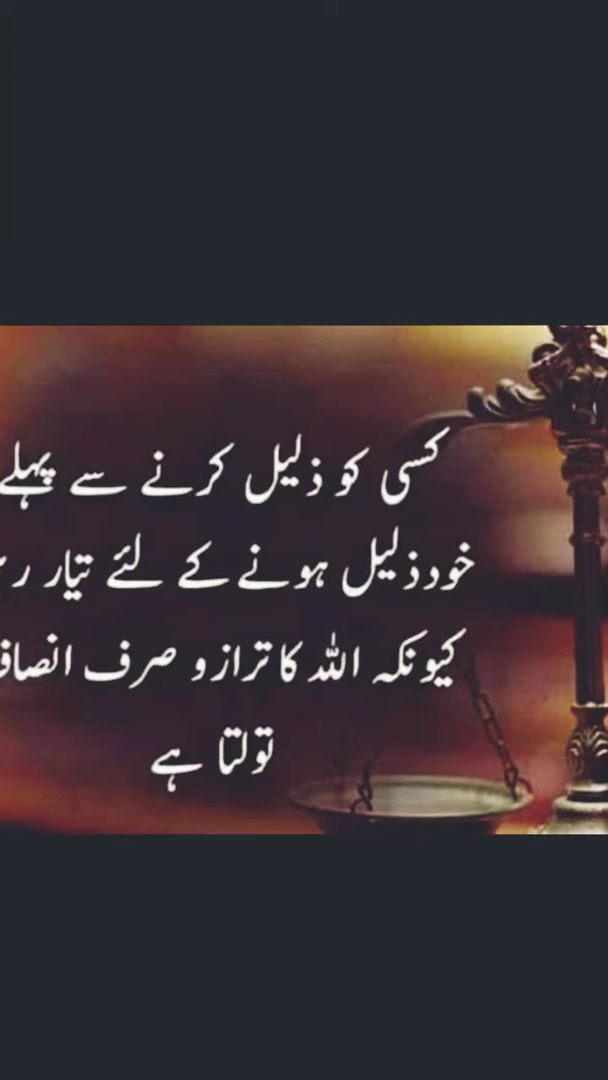 کسی کو ذلیل کرنے سے پہلے
خود ذلیل ہونے کے لئے تیار
کیونکہ اللہ کا ترازو صرف
تولتا ہے